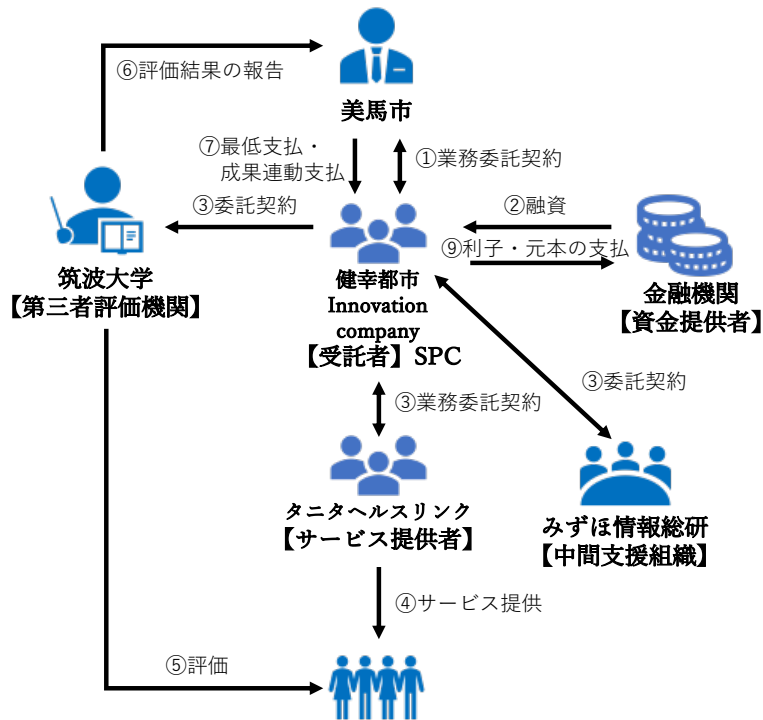 ⑥評価結果の報告
美馬市
⑦最低支払・
成果連動支払
①業務委託契約
③委託契約
②融資
⑨利子・元本の支払
筑波大学
【第三者評価機関】
健幸都市
Innovation
company
【受託者】SPC
金融機関
【資金提供者】
③業務委託契約
③委託契約
タニタヘルスリンク
【サービス提供者】
みずほ情報総研
【中間支援組織】
④サービス提供
⑤評価